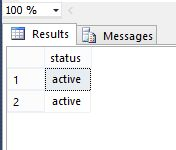 100 %
Results Messages
status
1 active
2 active